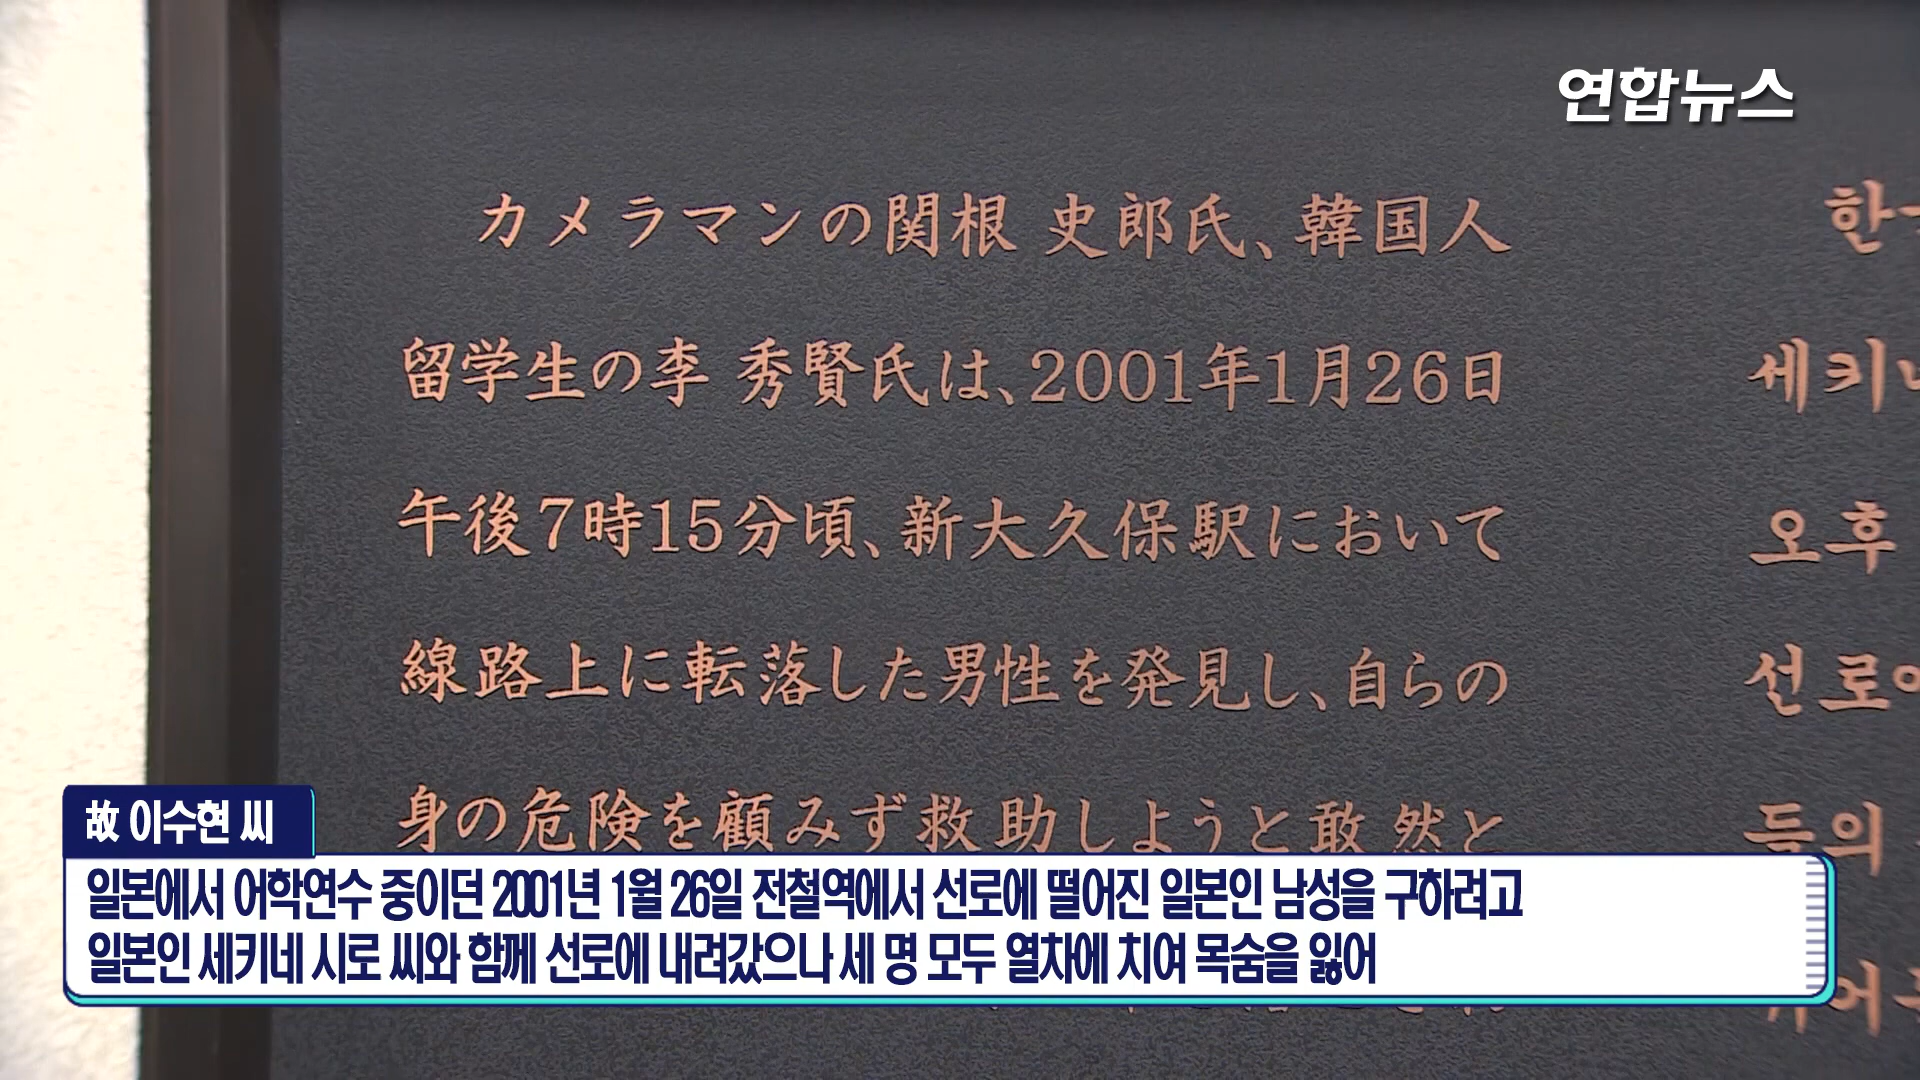 연합뉴스
カメラマンの関根 史郎氏、韓国人
留学生の李 秀賢氏は、2001年1月26日
午後7時15分頃、新大久保駅において
線路上に転落した男性を発見し、自らの
身の危険を顧みず救助しようと敢然と
세키
오후
선로에
등의
故 이수현 씨
일본에서 어학연수 중이던 2001년 1월 26일 전철역에서 선로에 떨어진 일본인 남성을 구하려고
일본인 세키네 시로 씨와 함께 선로에 내려갔으나 세 명 모두 열차에 치여 목숨을 잃어